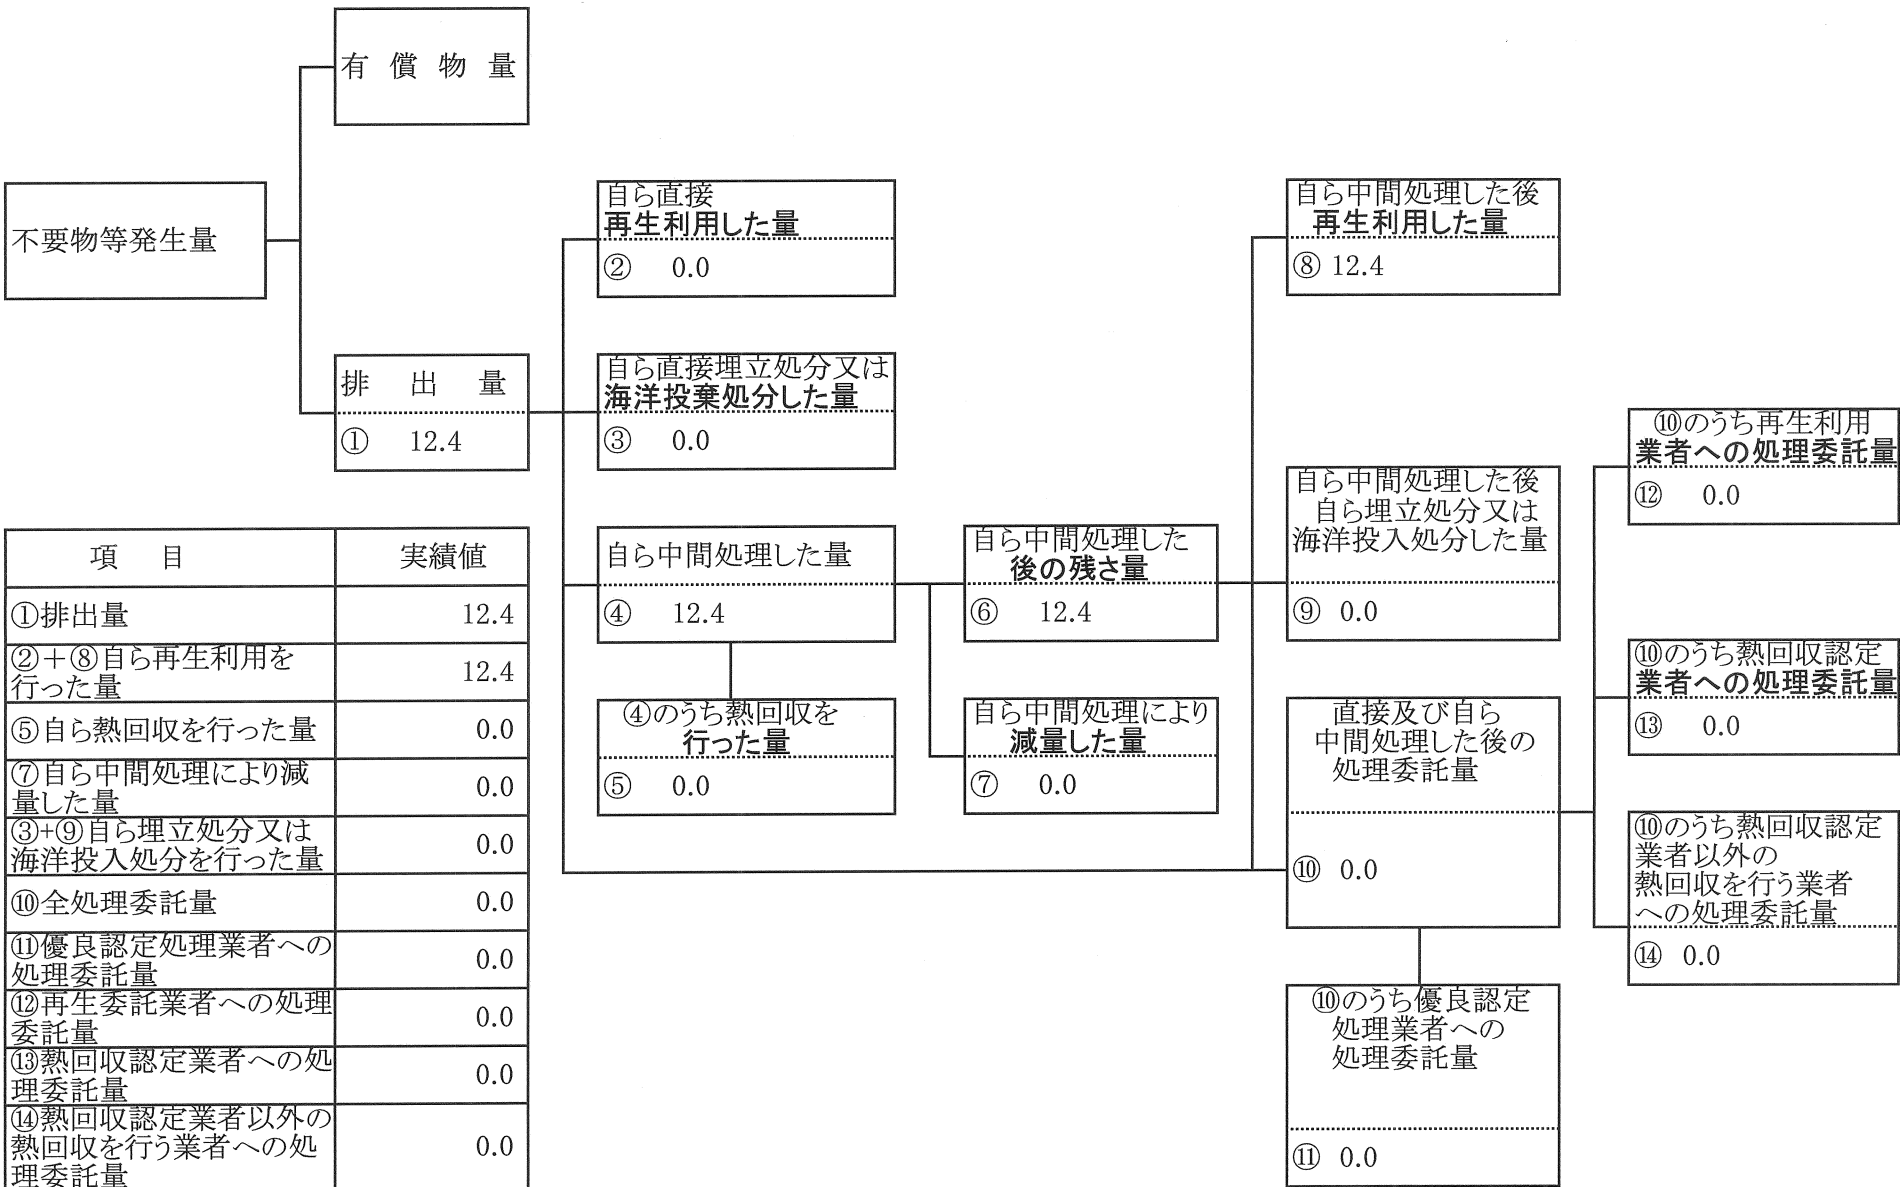 有 償 物 量
不要物等発生量
排 出 量
① 12.4
自ら直接
再生利用した量
② 0.0
自ら直接埋立処分又は
海洋投棄処分した量
③ 0.0
自ら中間処理した量
④ 12.4
④のうち熱回収を
行った量
⑤ 0.0
自ら中間処理した
後の残さ量
⑥ 12.4
自ら中間処理により
減量した量
⑦ 0.0
自ら中間処理した後
再生利用した量
⑧ 12.4
自ら中間処理した後
自ら埋立処分又は
海洋投入処分した量
⑨ 0.0
直接及び自ら
中間処理した後の
処理委託量
⑩ 0.0
⑩のうち優良認定
処理業者への
処理委託量
⑪ 0.0
⑩のうち再生利用
業者への処理委託量
⑫ 0.0
⑩のうち熱回収認定
業者への処理委託量
⑬ 0.0
⑩のうち熱回収認定
業者以外の
熱回収を行う業者
への処理委託量
⑭ 0.0
項 目 実績値
①排出量 12.4
②＋⑧自ら再生利用を
行った量 12.4
⑤自ら熱回収を行った量 0.0
⑦自ら中間処理により減
量した量 0.0
③+⑨自ら埋立処分又は
海洋投入処分を行った量 0.0
⑩全処理委託量 0.0
⑪優良認定処理業者への
処理委託量 0.0
⑫再生委託業者への処理
委託量 0.0
⑬熱回収認定業者への処
理委託量 0.0
⑭熱回収認定業者以外の
熱回収を行う業者への処
理委託量 0.0